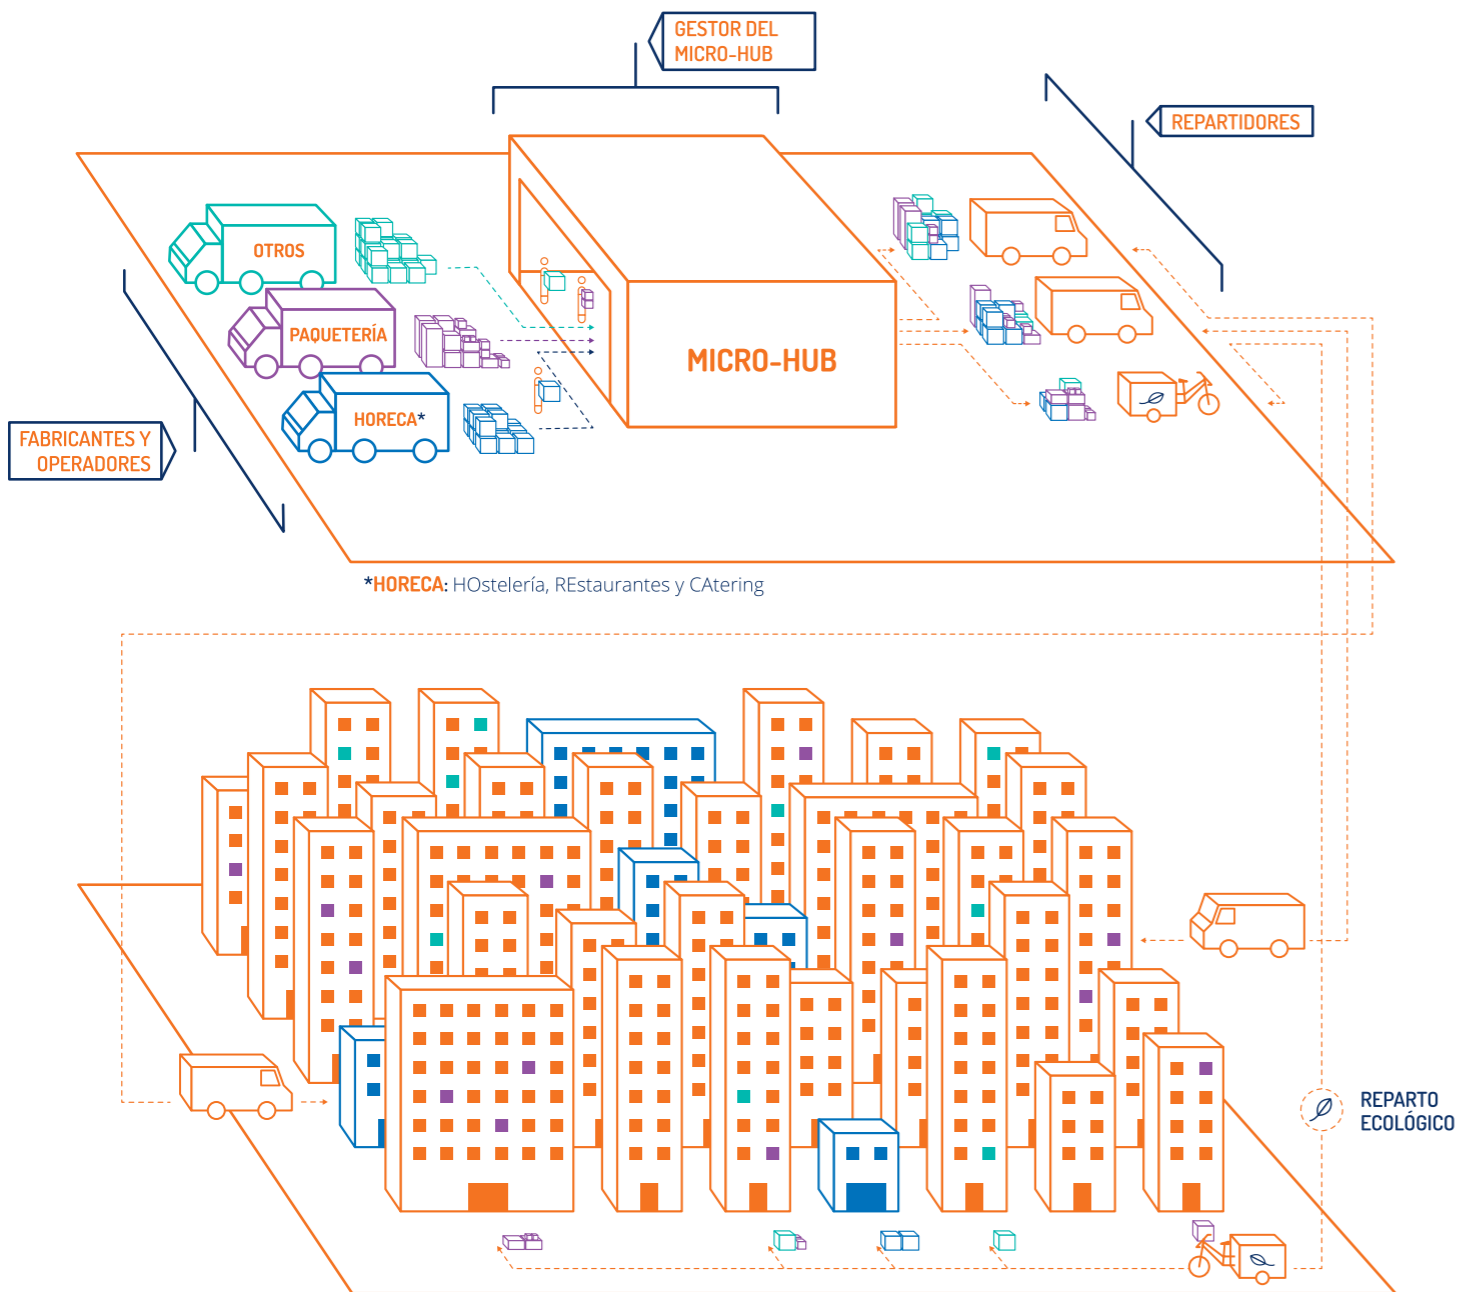 GESTOR DEL
MICRO-HUB
REPARTIDORES
OTROS
PAQUETERÍA
HORECA*
MICRO-HUB
FABRICANTES Y
OPERADORES
*HORECA: HOstelería, REstaurantes y CAtering
REPARTO
ECOLÓGICO